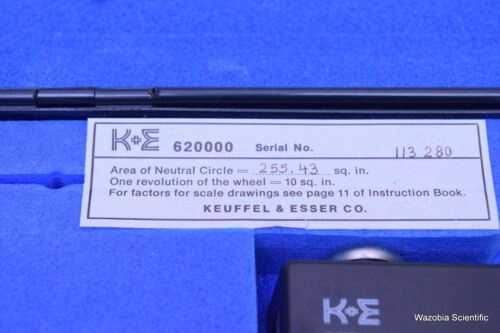 K+E 620000 Serial No. 113 280
Area of Neutral Circle = 255.43 sq. in.
One revolution of the wheel = 10 sq. in.
For factors for scale drawings see page 11 of Instruction Book.
KEUFFEL & ESSER CO.
K+E
Wazobia Scientific